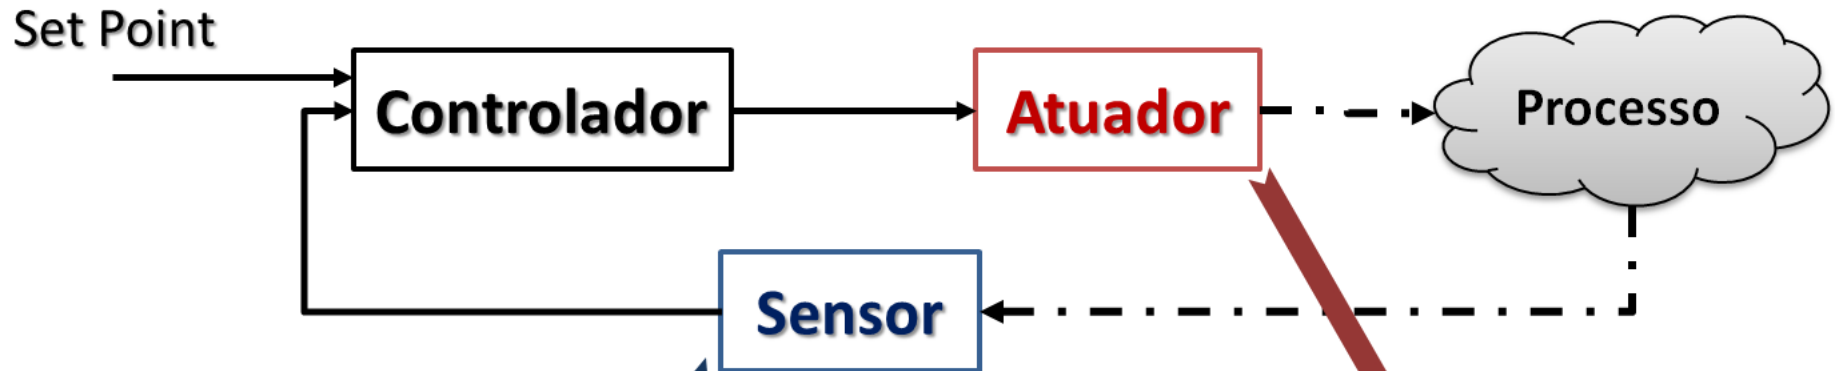 Set Point
Controlador
Atuador
Processo
Sensor